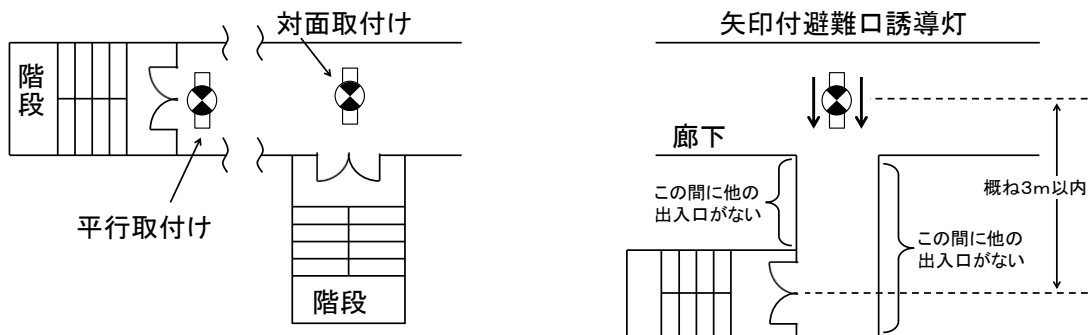 対面取付け
階段
平行取付け
階段
矢印付避難口誘導灯
廊下
この間に他の
出入口がない
概ね3m以内
この間に他の
出入口がない